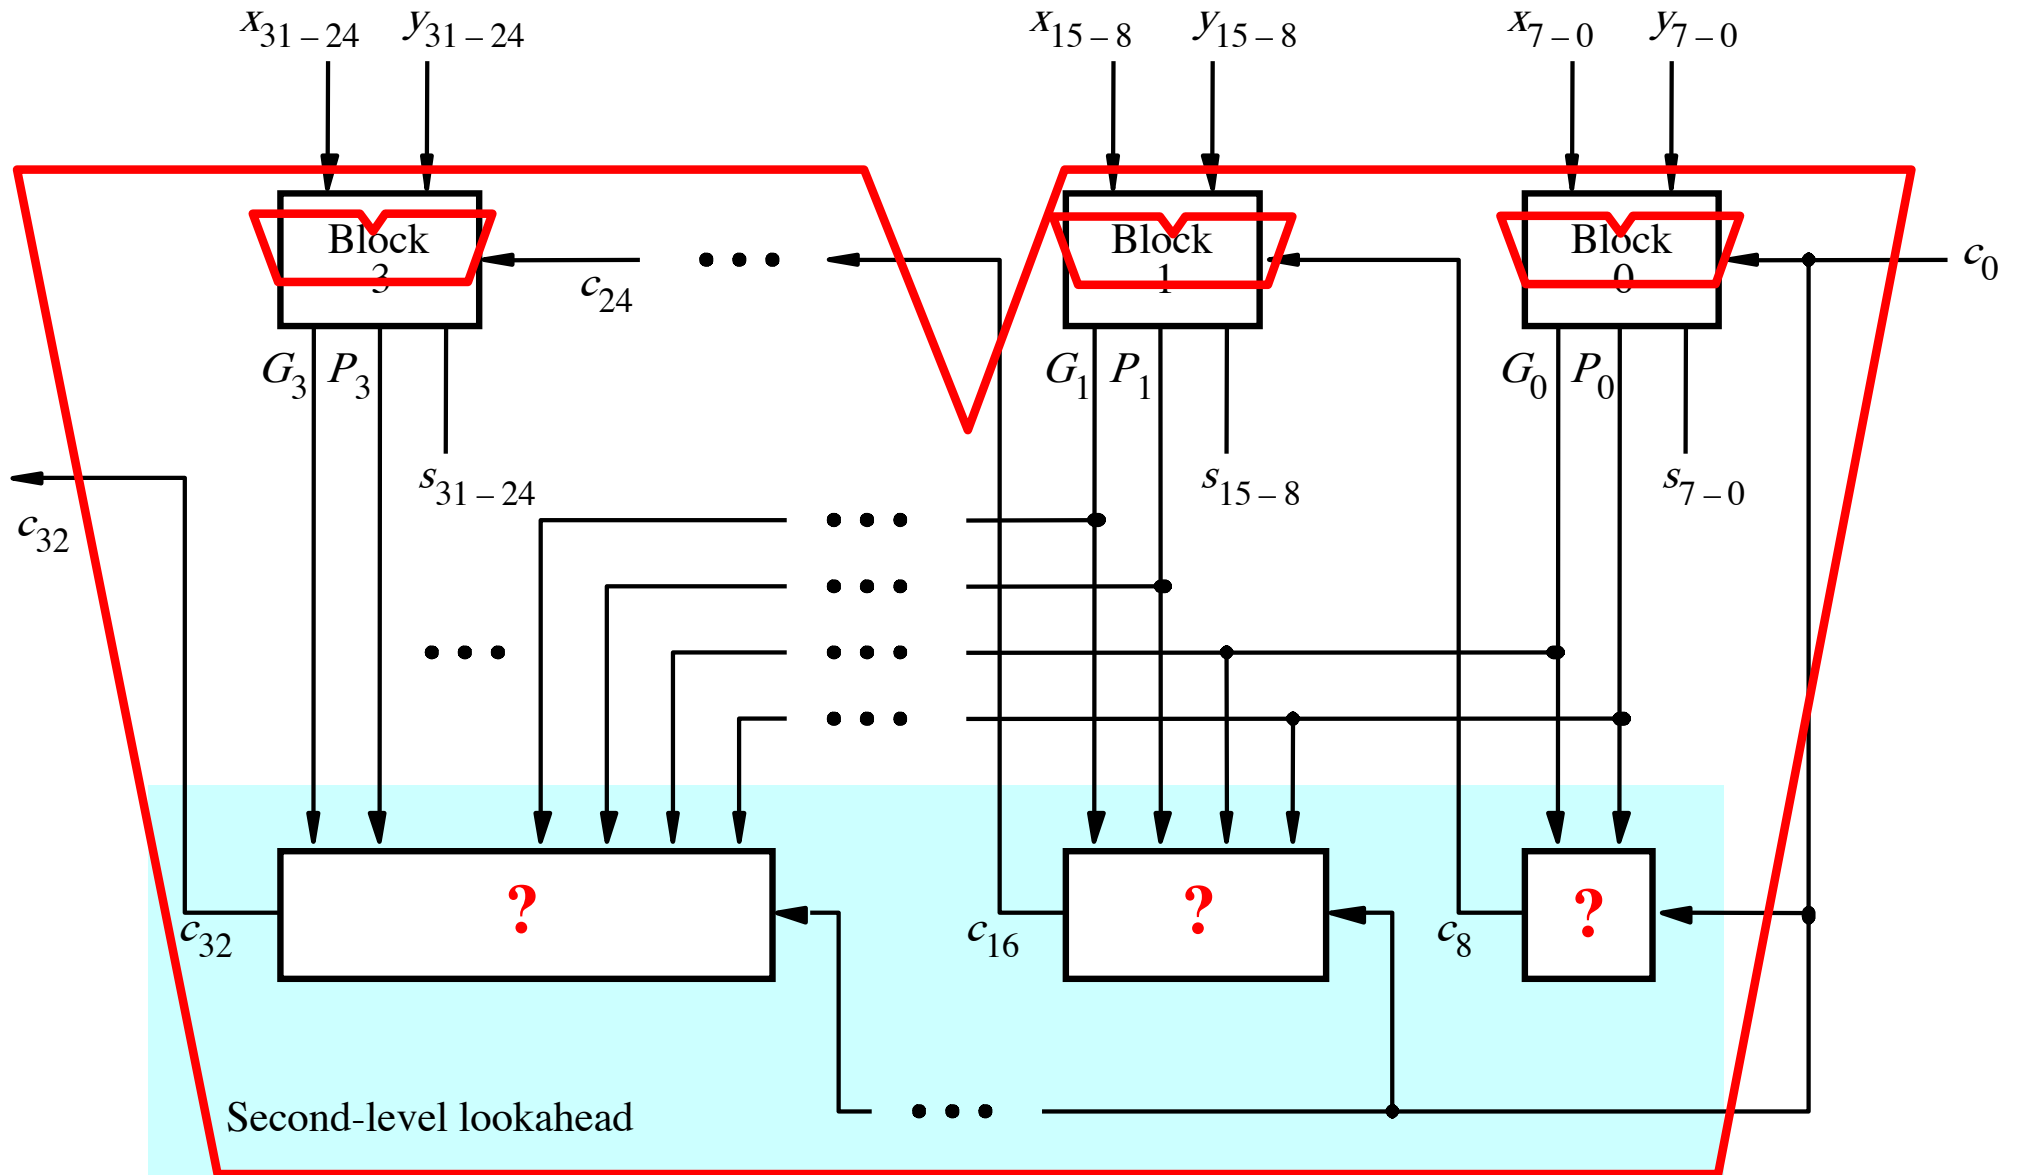 x31 – 24 y31 – 24 x15 – 8 y15 – 8 x7 – 0 y7 – 0
Block
3
Block
1
Block
0
c24
c0
G3 P3 G1 P1 G0 P0
s31 – 24 s15 – 8 s7 – 0
c32
? ? ?
c32 c16 c8
Second-level lookahead